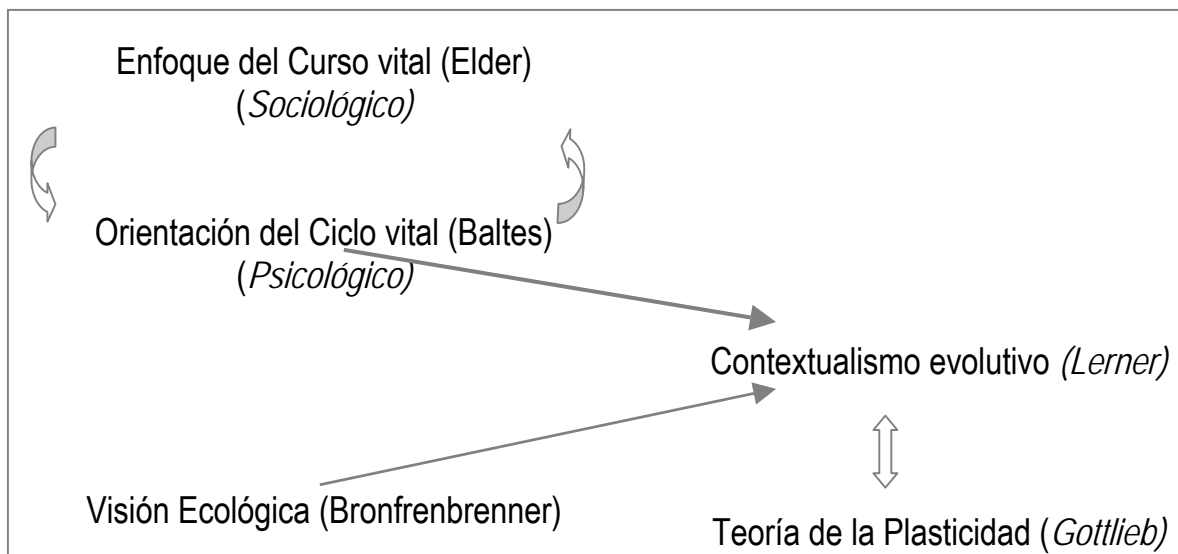 Enfoque del Curso vital (Elder)
(Sociológico)
Orientación del Ciclo vital (Baltes)
(Psicológico)
Contextualismo evolutivo (Lerner)
Visión Ecológica (Bronfrenbrenner)
Teoría de la Plasticidad (Gottlieb)